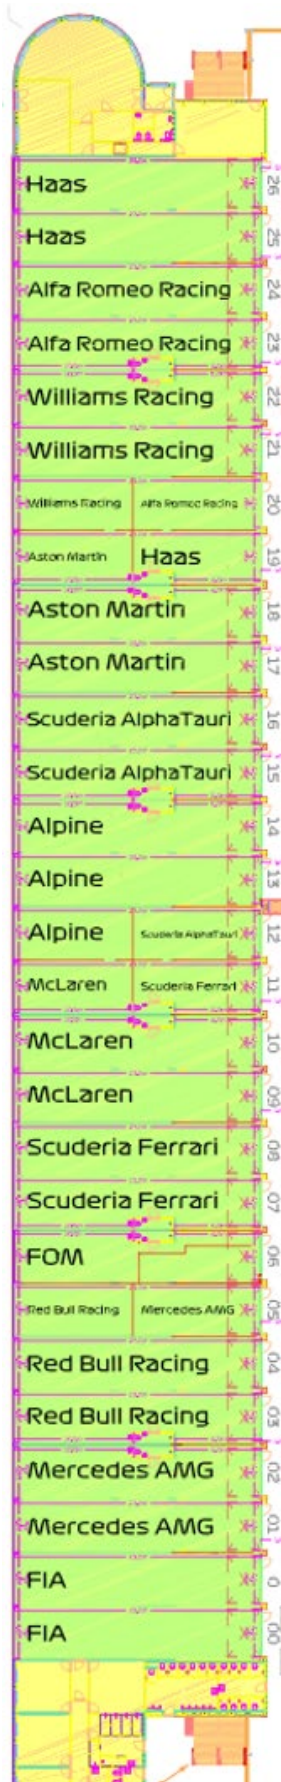 Haas 26
Haas 25
Alfa Romeo Racing 24
Alfa Romeo Racing 23
Williams Racing 22
Williams Racing 21
Williams Racing Alfa Romeo Racing 20
Aston Martin Haas 19
Aston Martin 18
Aston Martin 17
Scuderia AlphaTauri 16
Scuderia AlphaTauri 15
Alpine 14
Alpine 13
Alpine Scuderia AlphaTauri 12
McLaren Scuderia Ferrari 11
McLaren 10
McLaren 09
Scuderia Ferrari 08
Scuderia Ferrari 07
FOM 06
Red Bull Racing Mercedes AMG 05
Red Bull Racing 04
Red Bull Racing 03
Mercedes AMG 02
Mercedes AMG 01
FIA 0
FIA 00